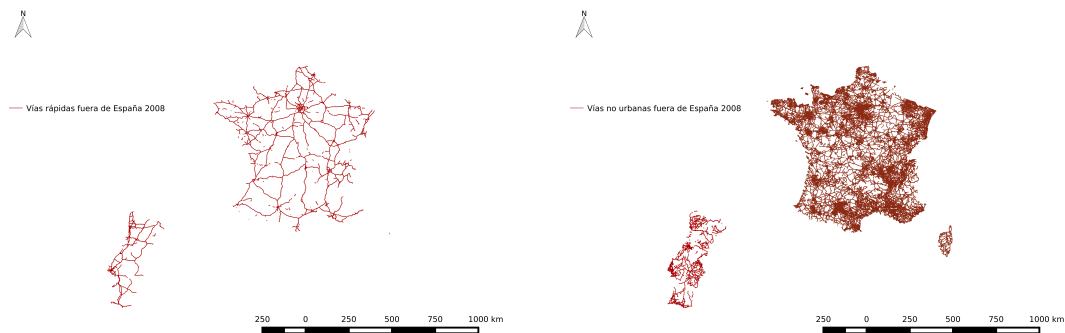 N
Vías rápidas fuera de España 2008
250 0 250 500 750 1000 km
N
Vías no urbanas fuera de España 2008
250 0 250 500 750 1000 km